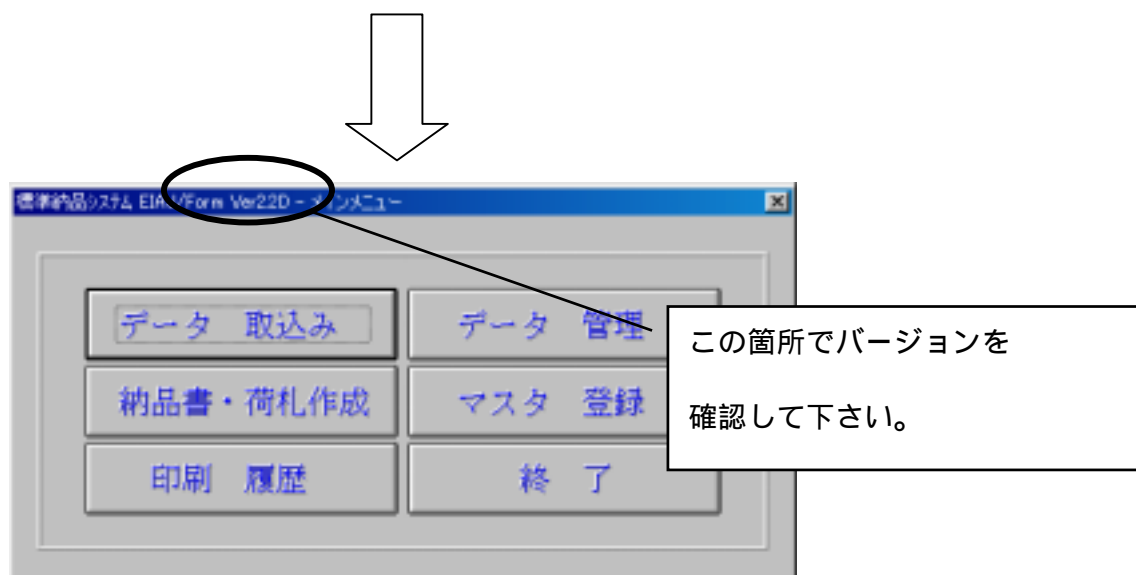 標準納品システム EIAJ/Form Ver2.2D - メインメニュー
データ 取込み
データ 管理
納品書・荷札作成
マスタ 登録
印刷 履歴
終 了
この箇所でバージョンを
確認して下さい。